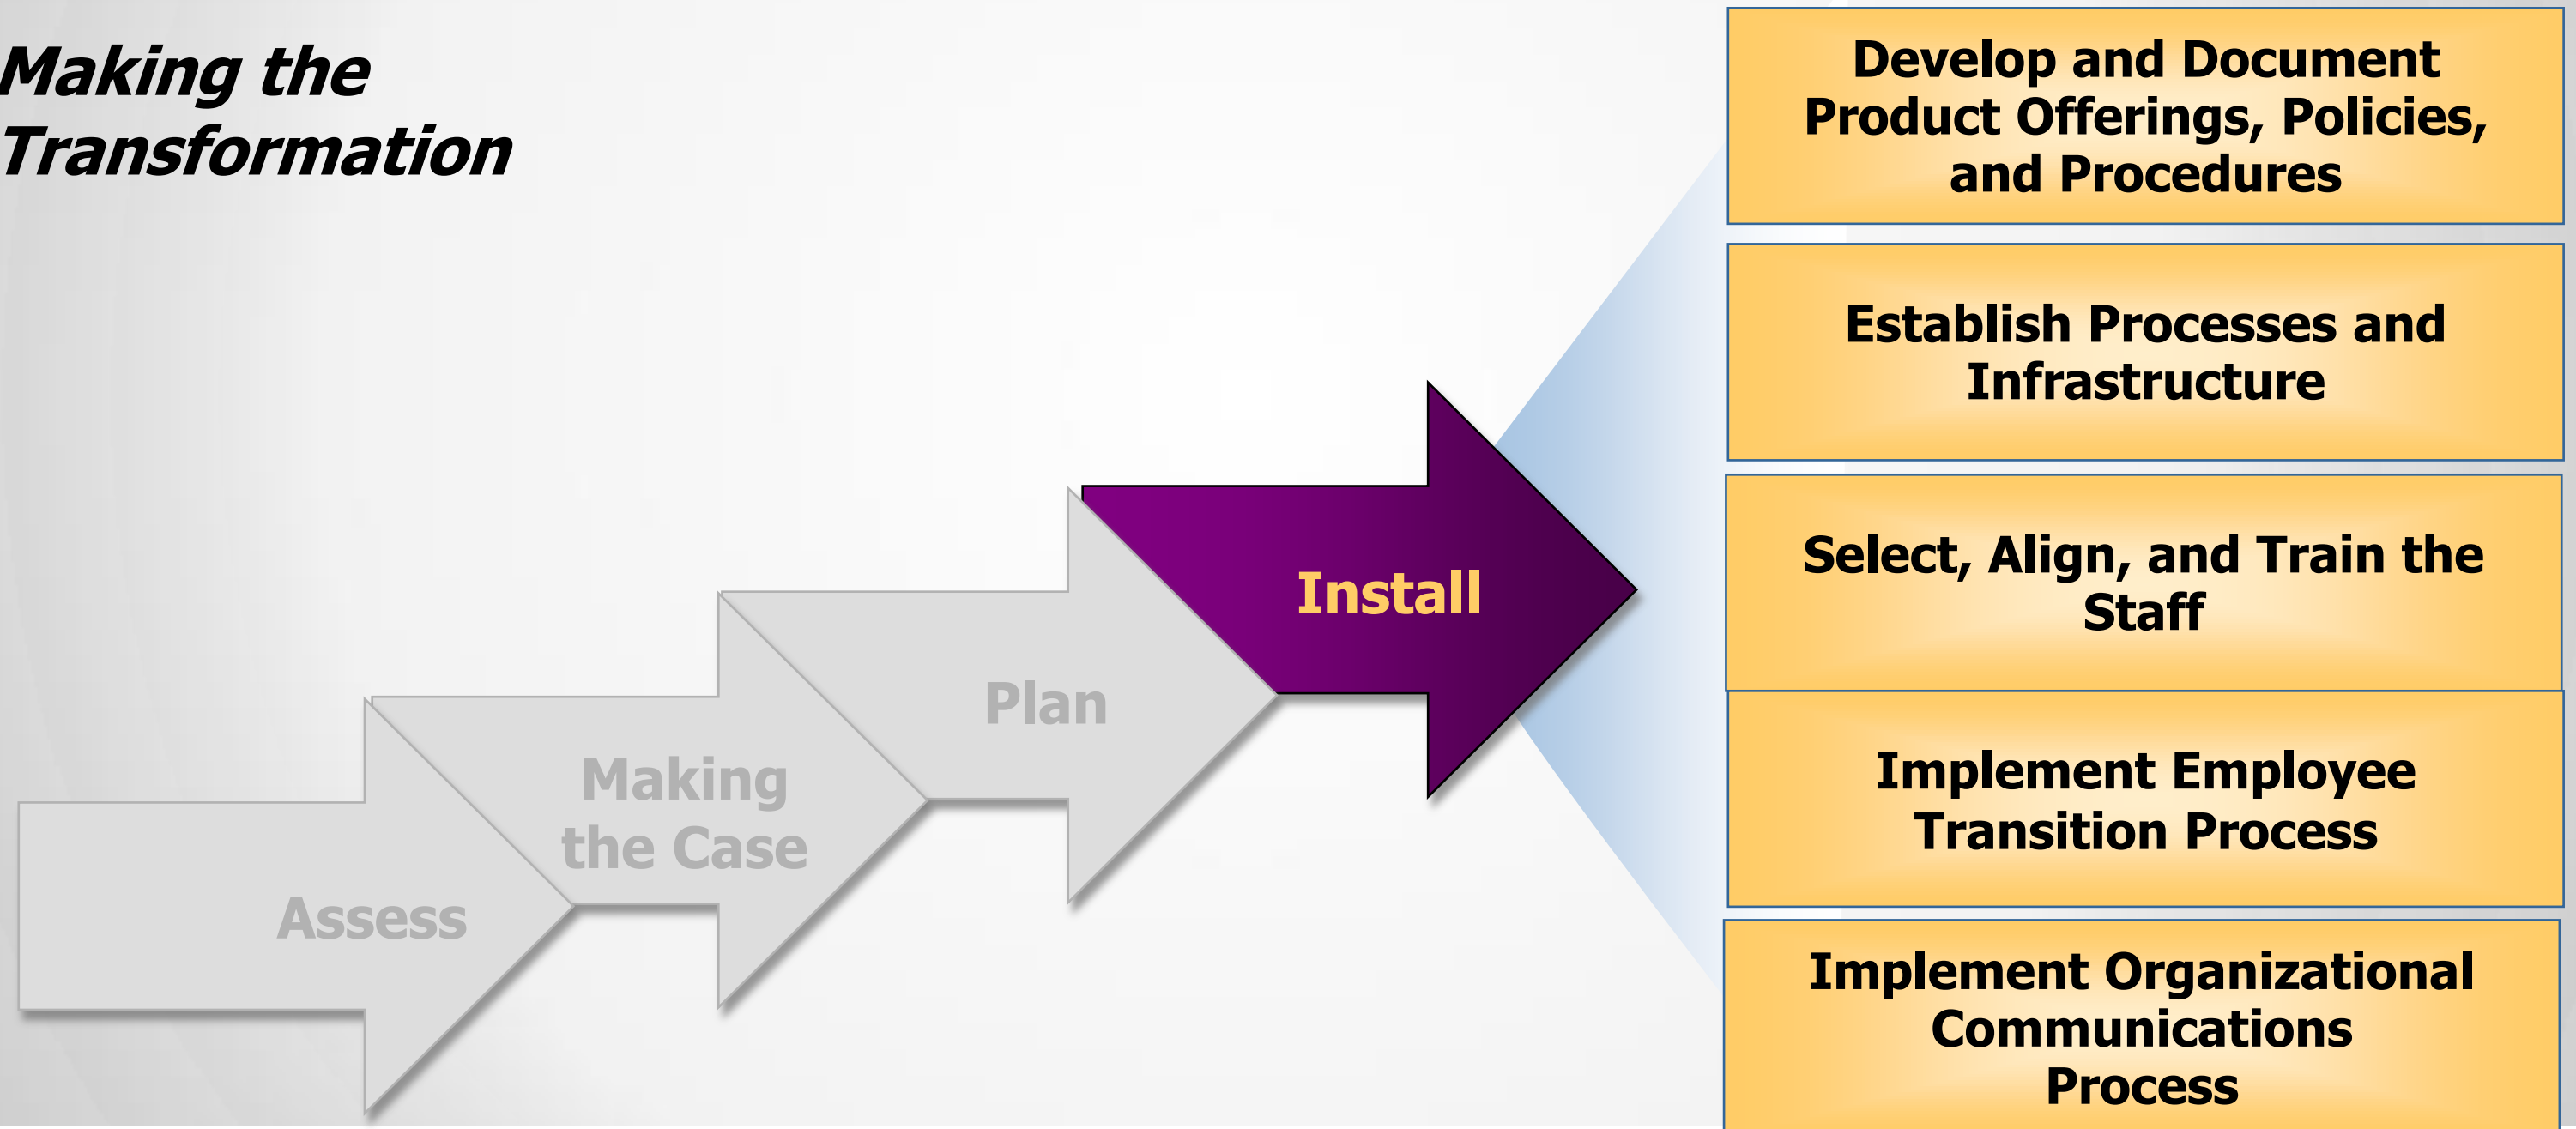 Making the
Transformation
Develop and Document
Product Offerings, Policies,
and Procedures
Establish Processes and
Infrastructure
Select, Align, and Train the
Staff
Implement Employee
Transition Process
Implement Organizational
Communications
Process
Install
Plan
Making
the Case
Assess